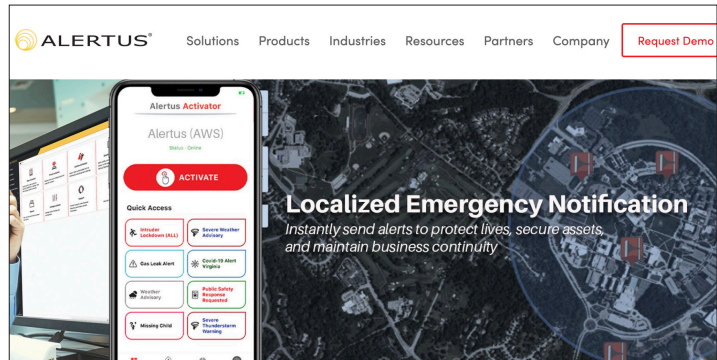 ALERTUS®
Solutions Products Industries Resources Partners Company Request Demo
Alertus Activator
Alertus (AWS)
Status : Online
ACTIVATE
Quick Access
Intruder
Lockdown (ALL)
Severe Weather
Advisory
Gas Leak Alert
Covid-19 Alert
Virginia
Weather
Advisory
Public Safety
Response
Requested
Missing Child
Severe
Thunderstorm
Warning
Localized Emergency Notification
Instantly send alerts to protect lives, secure assets,
and maintain business continuity